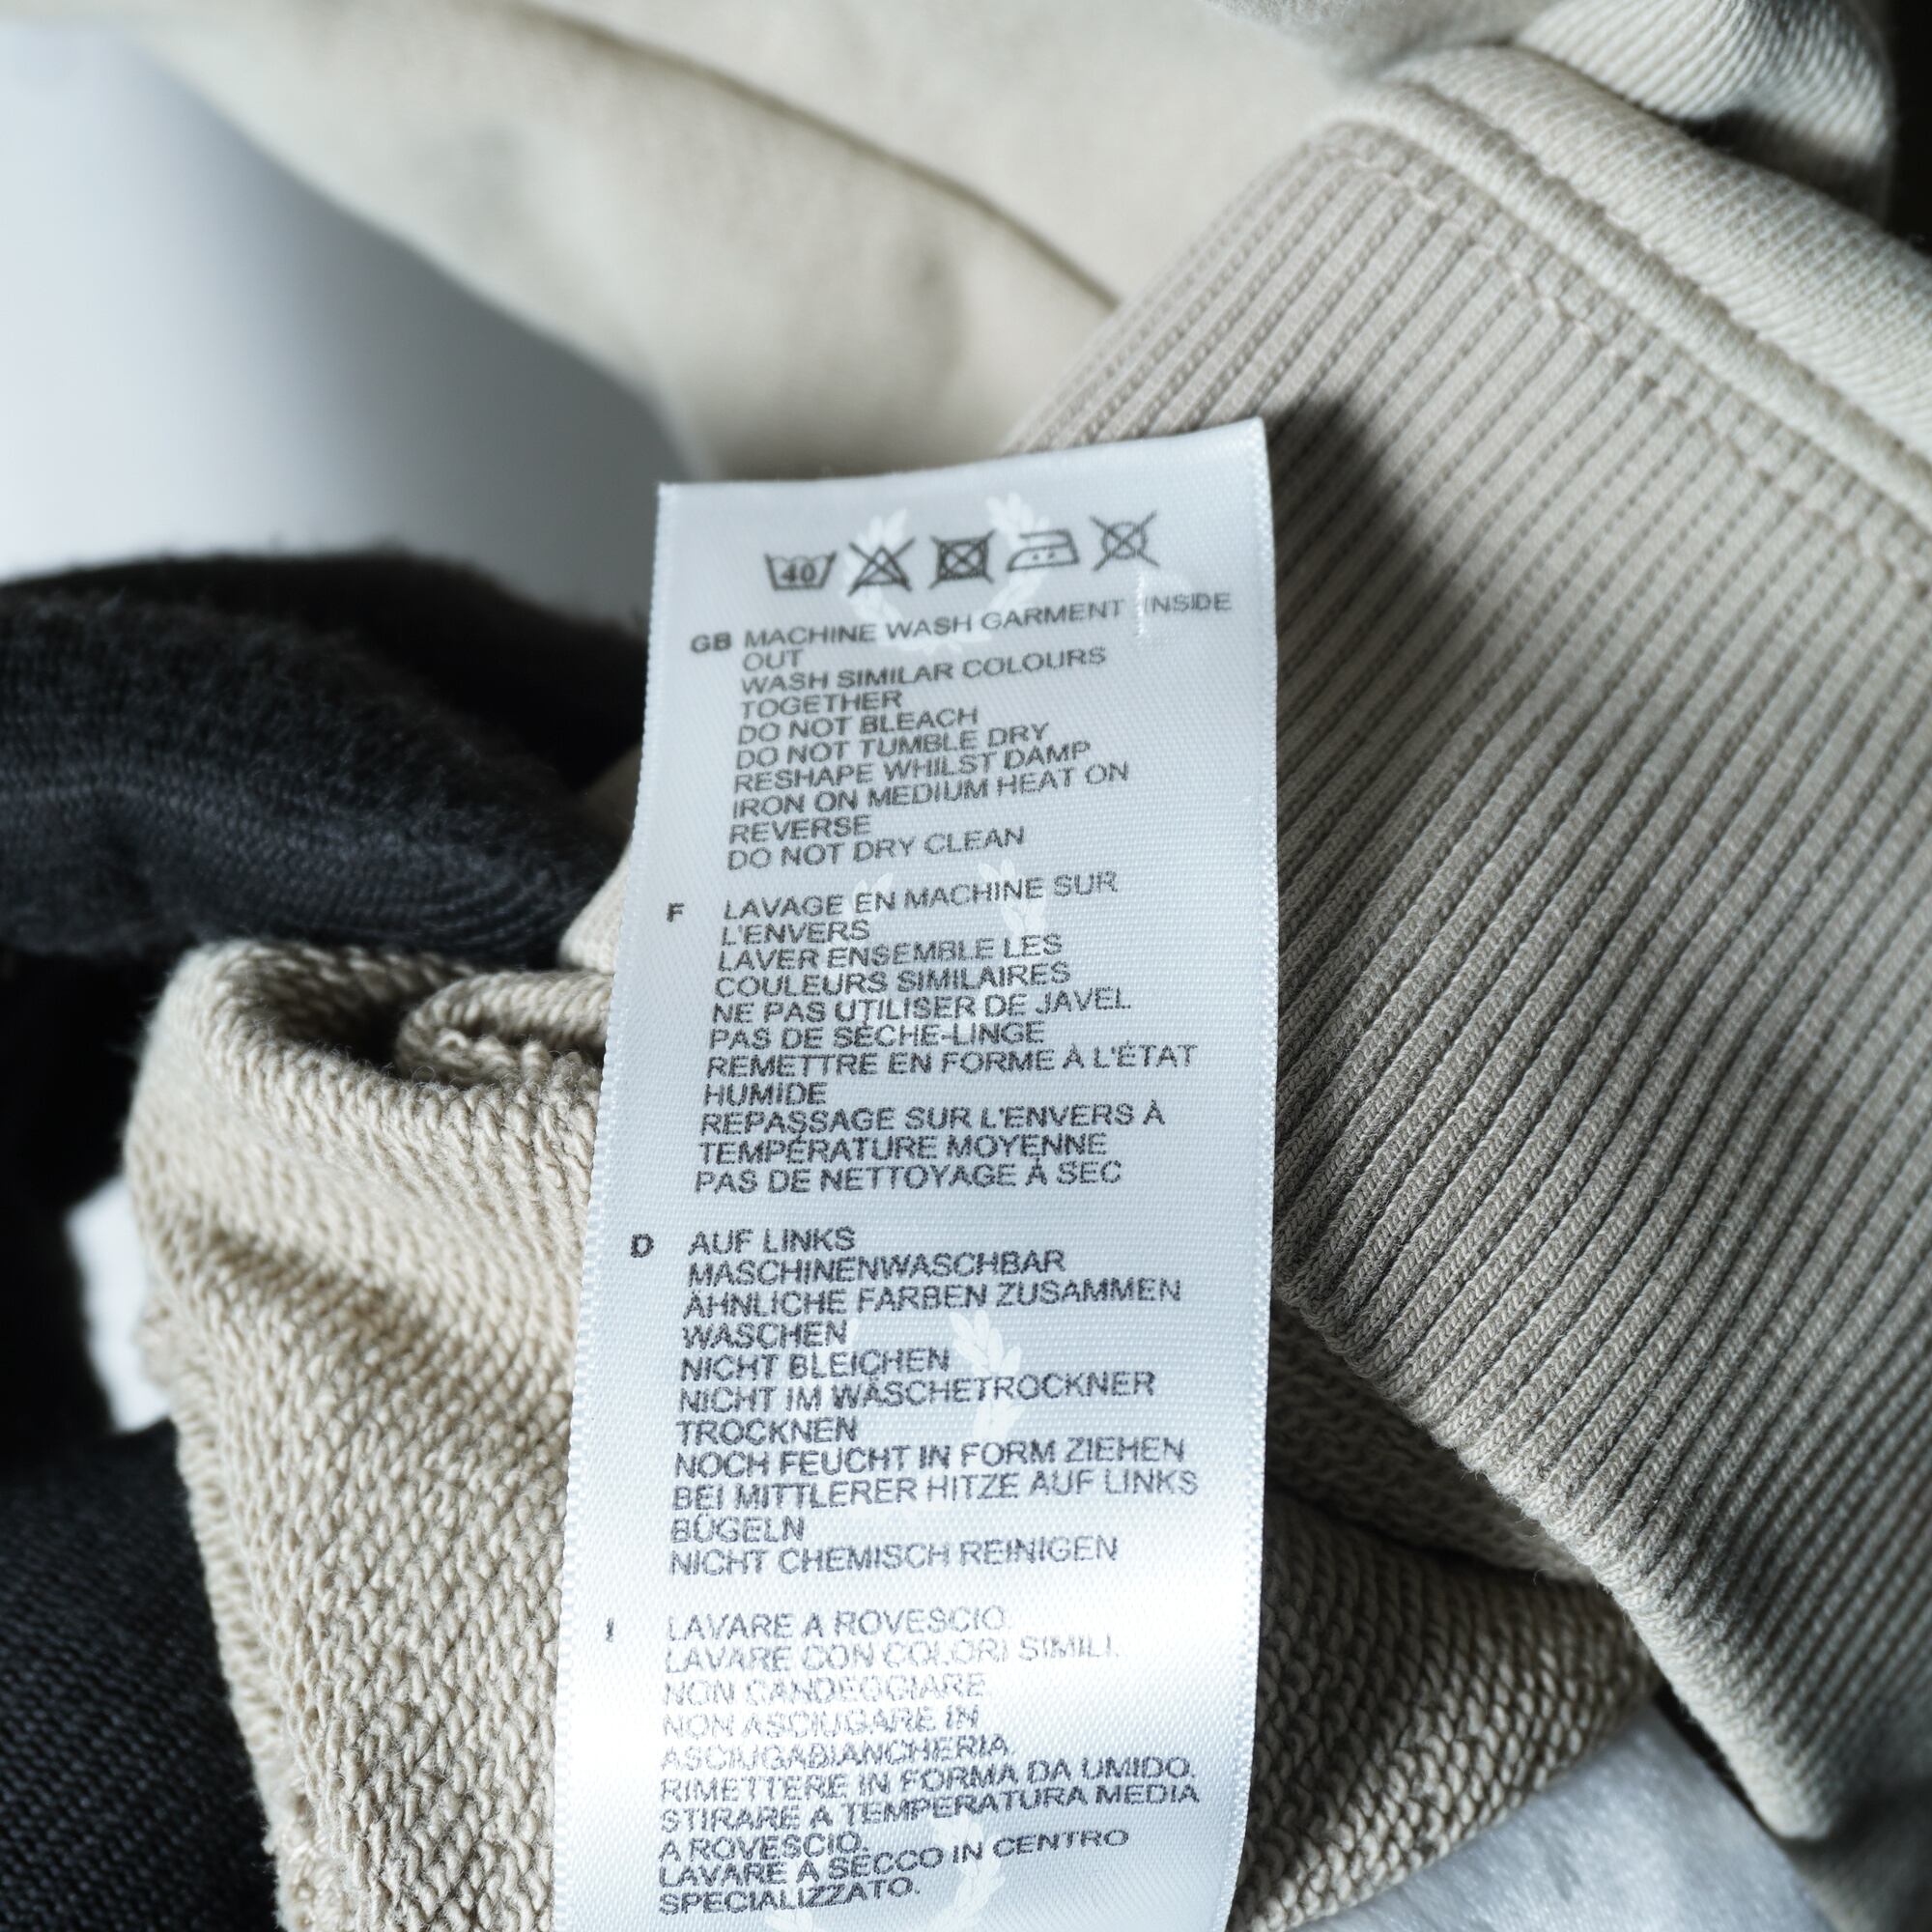 40
GB MACHINE WASH GARMENT INSIDE
OUT
WASH SIMILAR COLOURS
TOGETHER
DO NOT BLEACH
DO NOT TUMBLE DRY
RESHAPE WHILST DAMP
IRON ON MEDIUM HEAT ON
REVERSE
DO NOT DRY CLEAN
F LAVAGE EN MACHINE SUR
L'ENVERS
LAVER ENSEMBLE LES
COULEURS SIMILAIRES
NE PAS UTILISER DE JAVEL
PAS DE SÈCHE-LINGE
REMETTRE EN FORME À L'ÉTAT
HUMIDE
REPASSAGE SUR L'ENVERS À
TEMPÉRATURE MOYENNE
PAS DE NETTOYAGE À SEC
D AUF LINKS
MASCHINENWASCHBAR
ÄHNLICHE FARBEN ZUSAMMEN
WASCHEN
NICHT BLEICHEN
NICHT IM WÄSCHETROCKNER
TROCKNEN
NOCH FEUCHT IN FORM ZIEHEN
BEI MITTLERER HITZE AUF LINKS
BÜGELN
NICHT CHEMISCH REINIGEN
I LAVARE A ROVESCIO.
LAVARE CON COLORI SIMILI.
NON CANDEGGIARE
NON ASCIUGARE IN
ASCIUGABIANCHERIA.
RIMETTERE IN FORMA DA UMIDO.
STIRARE A TEMPERATURA MEDIA
A ROVESCIO.
LAVARE A SECCO IN CENTRO
SPECIALIZZATO.